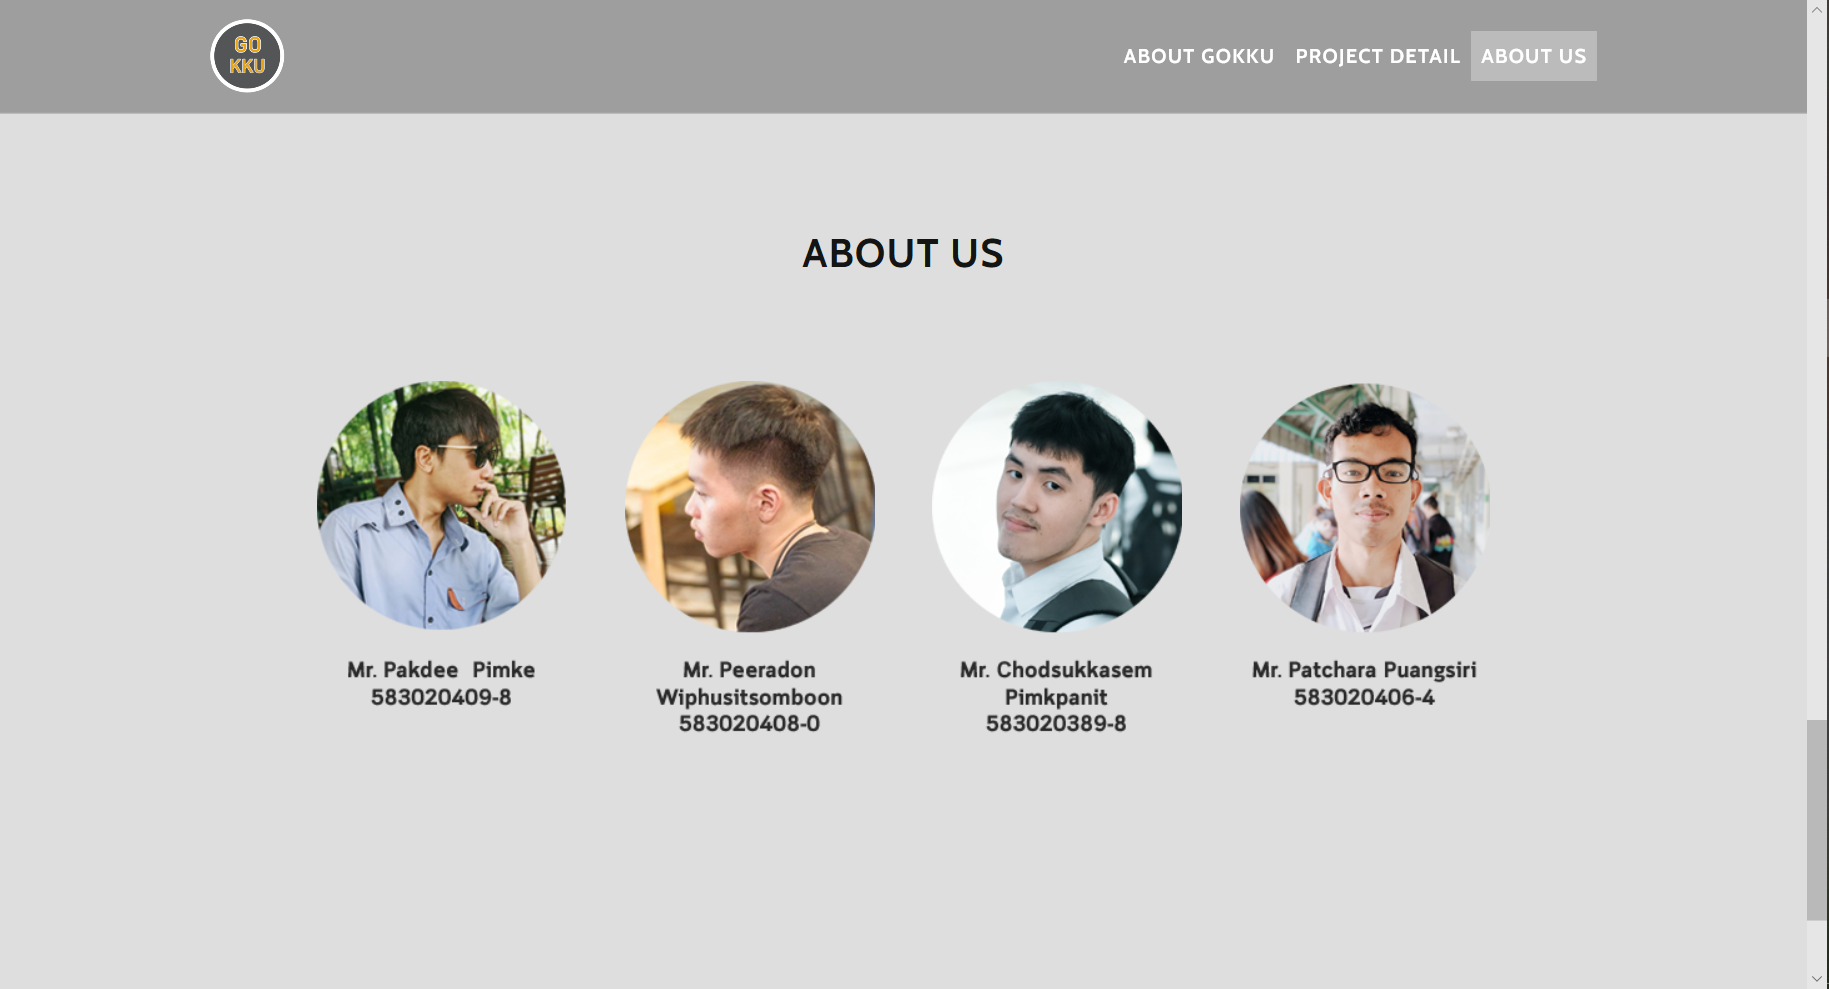 GO
KKU
ABOUT GOKKU PROJECT DETAIL ABOUT US
ABOUT US
Mr. Pakdee  Pimke
583020409-8
Mr. Peeradon
Wiphusitsomboon
583020408-0
Mr. Chodsukkasem
Pimkpanit
583020389-8
Mr. Patchara Puangsiri
583020406-4